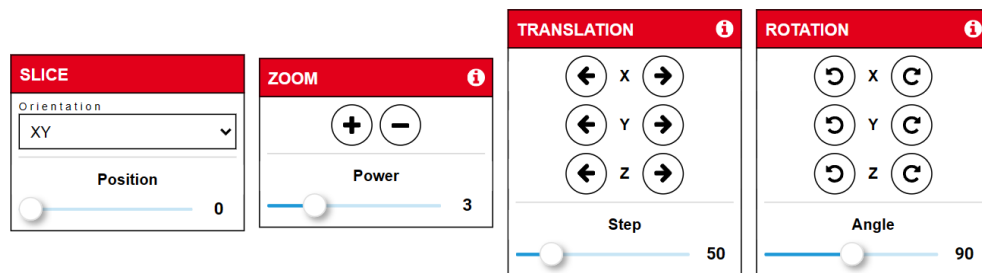 SLICE
Orientation
XY
Position
0
ZOOM
Power
3
TRANSLATION
X
Y
Z
Step
50
ROTATION
X
Y
Z
Angle
90